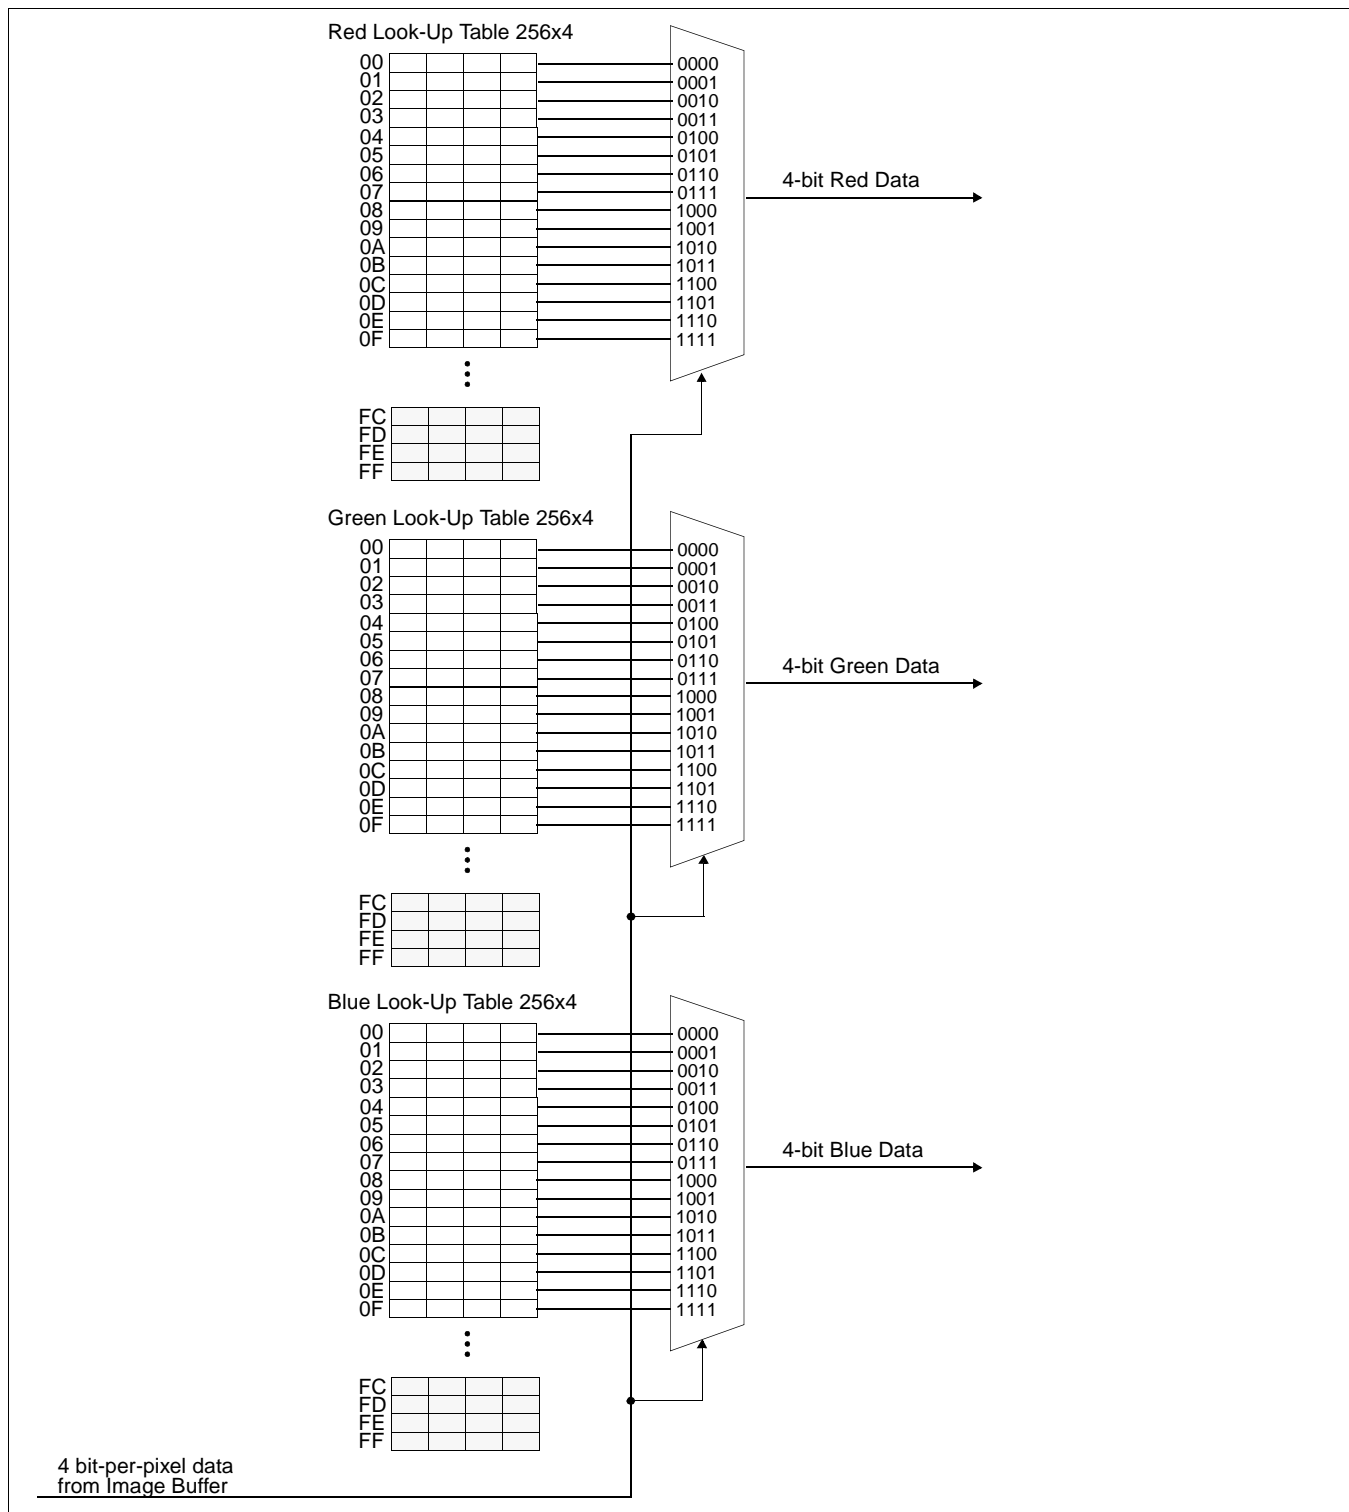 Red Look-Up Table 256x4
00 0000
01 0001
02 0010
03 0011
04 0100
05 0101
06 0110
07 0111
08 1000
09 1001
0A 1010
0B 1011
0C 1100
0D 1101
0E 1110
0F 1111
4-bit Red Data
FC
FD
FE
FF
Green Look-Up Table 256x4
00 0000
01 0001
02 0010
03 0011
04 0100
05 0101
06 0110
07 0111
08 1000
09 1001
0A 1010
0B 1011
0C 1100
0D 1101
0E 1110
0F 1111
4-bit Green Data
FC
FD
FE
FF
Blue Look-Up Table 256x4
00 0000
01 0001
02 0010
03 0011
04 0100
05 0101
06 0110
07 0111
08 1000
09 1001
0A 1010
0B 1011
0C 1100
0D 1101
0E 1110
0F 1111
4-bit Blue Data
FC
FD
FE
FF
4 bit-per-pixel data
from Image Buffer